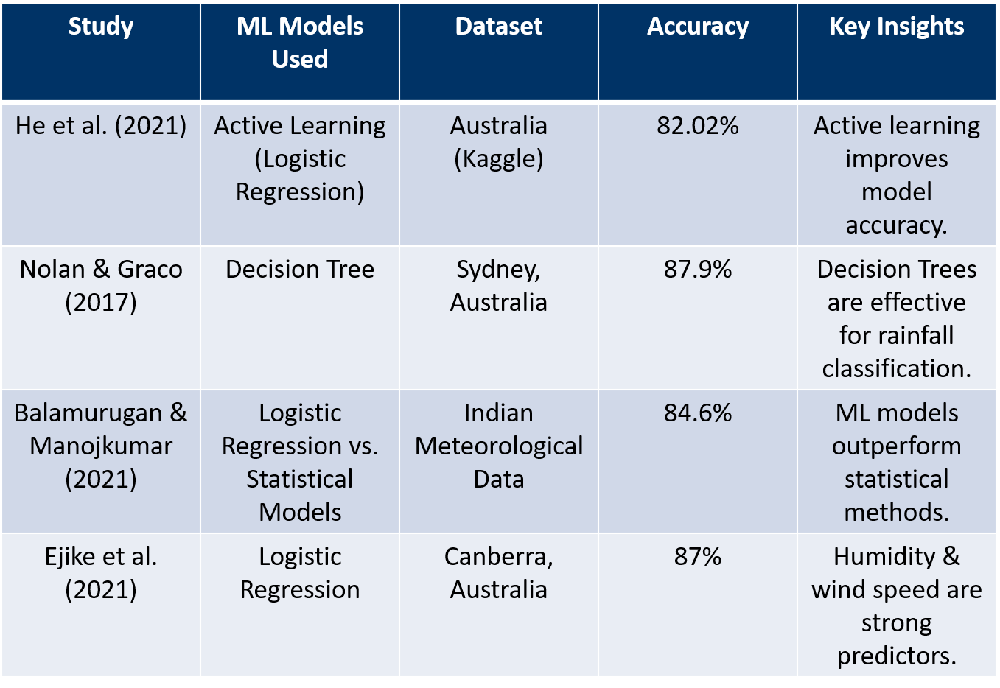 Study
ML Models
Used
Dataset
Accuracy
Key Insights
He et al. (2021)
Active Learning
(Logistic
Regression)
Australia
(Kaggle)
82.02%
Active learning
improves
model
accuracy.
Nolan & Graco
(2017)
Decision Tree
Sydney,
Australia
87.9%
Decision Trees
are effective
for rainfall
classification.
Balamurugan &
Manojkumar
(2021)
Logistic
Regression vs.
Statistical
Models
Indian
Meteorological
Data
84.6%
ML models
outperform
statistical
methods.
Ejike et al.
(2021)
Logistic
Regression
Canberra,
Australia
87%
Humidity &
wind speed are
strong
predictors.